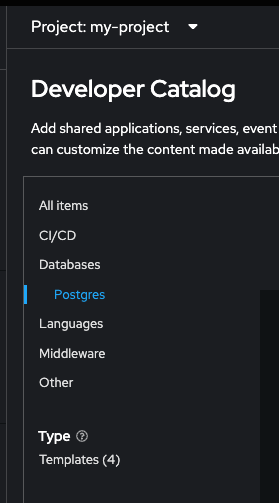 Project: my-project
Developer Catalog
Add shared applications, services, event
can customize the content made availab
All items
CI/CD
Databases
Postgres
Languages
Middleware
Other
Type
Templates (4)